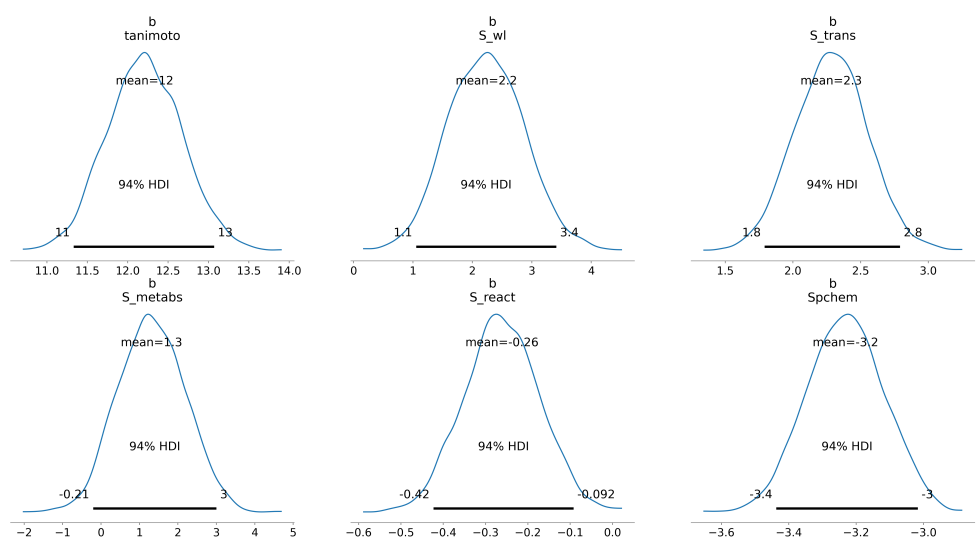 b
tanimoto
mean=12
94% HDI
11 13
11.0 11.5 12.0 12.5 13.0 13.5 14.0
b
S_wl
mean=2.2
94% HDI
1.1 3.4
0 1 2 3 4
b
S_trans
mean=2.3
94% HDI
1.8 2.8
1.5 2.0 2.5 3.0
b
S_metabs
mean=1.3
94% HDI
-0.21 3
−2 −1 0 1 2 3 4 5
b
S_react
mean=-0.26
94% HDI
-0.42 -0.092
−0.6 −0.5 −0.4 −0.3 −0.2 −0.1 0.0
b
Spchem
mean=-3.2
94% HDI
-3.4 -3
−3.6 −3.4 −3.2 −3.0